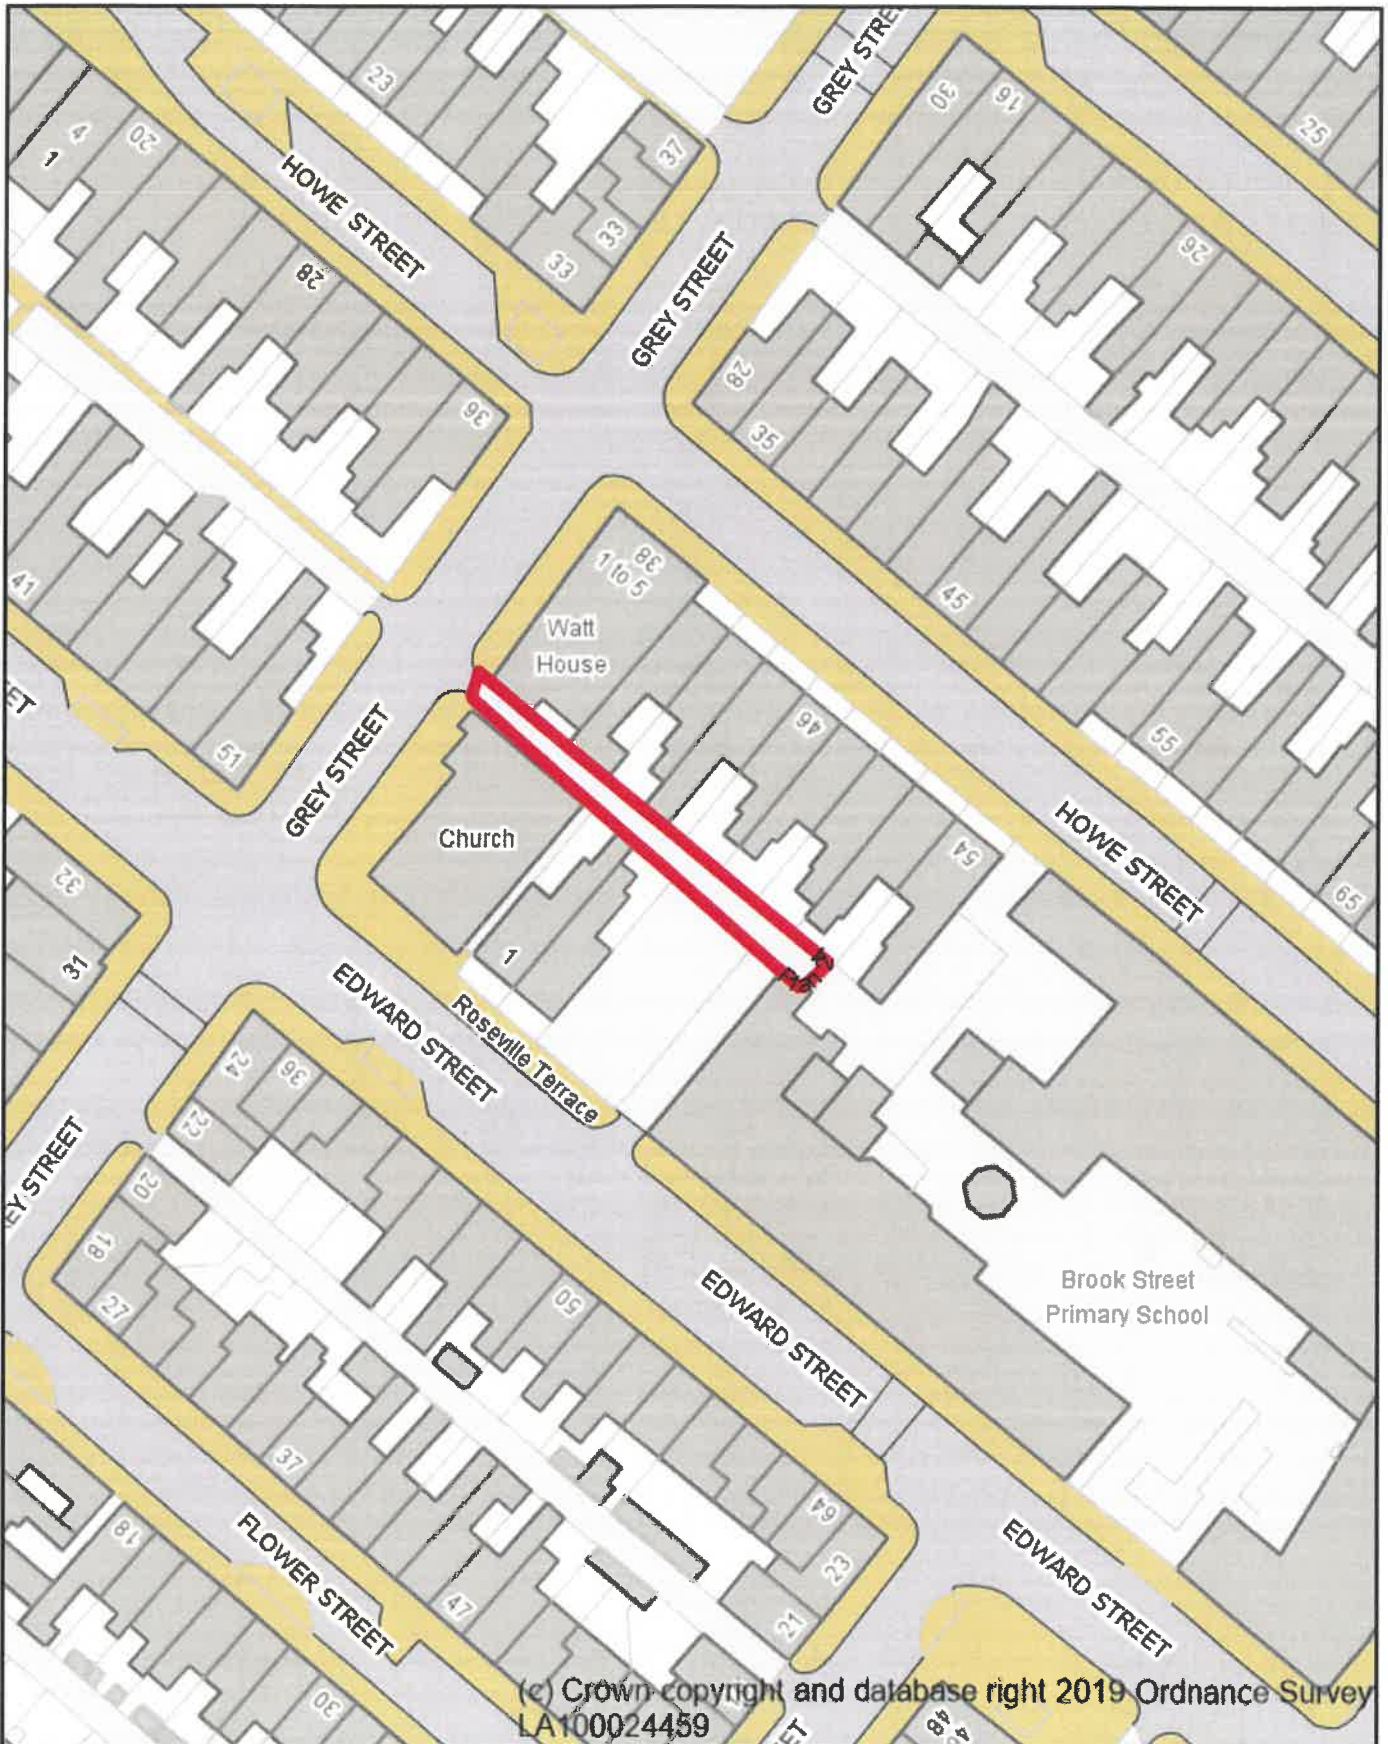 GREY STREET
23
4
1
20
HOWE STREET
37
33
33
30
16
25
28
GREY STREET
26
28
35
36
38
1 to 5
41
45
Watt
House
46
55
51
GREY STREET
Church
54
HOWE STREET
65
32
31
1
EDWARD STREET
Roseville Terrace
24
36
22
20
18
27
50
Brook Street
Primary School
EDWARD STREET
37
64
23
21
EDWARD STREET
18
FLOWER STREET
47
30
48
(c) Crown copyright and database right 2019 Ordnance Survey
LA100024459